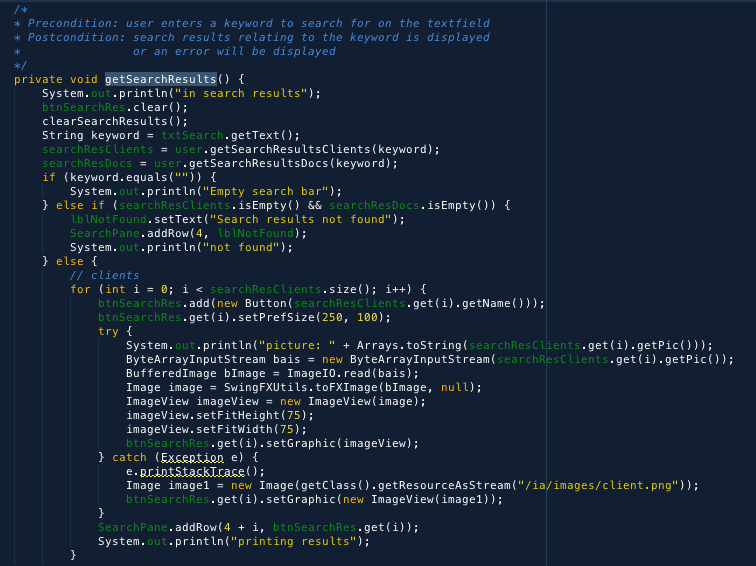 /*
* Precondition: user enters a keyword to search for on the textfield
* Postcondition: search results relating to the keyword is displayed
*                or an error will be displayed
*/
private void getSearchResults() {
    System.out.println("in search results");
    btnSearchRes.clear();
    clearSearchResults();
    String keyword = txtSearch.getText();
    searchResClients = user.getSearchResultsClients(keyword);
    searchResDocs = user.getSearchResultsDocs(keyword);
    if (keyword.equals("")) {
        System.out.println("Empty search bar");
    } else if (searchResClients.isEmpty() && searchResDocs.isEmpty()) {
        lblNotFound.setText("Search results not found");
        SearchPane.addRow(4, lblNotFound);
        System.out.println("not found");
    } else {
        // clients
        for (int i = 0; i < searchResClients.size(); i++) {
            btnSearchRes.add(new Button(searchResClients.get(i).getName()));
            btnSearchRes.get(i).setPrefSize(250, 100);
            try {
                System.out.println("picture: " + Arrays.toString(searchResClients.get(i).getPic()));
                ByteArrayInputStream bais = new ByteArrayInputStream(searchResClients.get(i).getPic());
                BufferedImage bImage = ImageIO.read(bais);
                Image image = SwingFXUtils.toFXImage(bImage, null);
                ImageView imageView = new ImageView(image);
                imageView.setFitHeight(75);
                imageView.setFitWidth(75);
                btnSearchRes.get(i).setGraphic(imageView);
            } catch (Exception e) {
                e.printStackTrace();
                Image image1 = new Image(getClass().getResourceAsStream("/ia/images/client.png"));
                btnSearchRes.get(i).setGraphic(new ImageView(image1));
            }
            SearchPane.addRow(4 + i, btnSearchRes.get(i));
            System.out.println("printing results");
        }